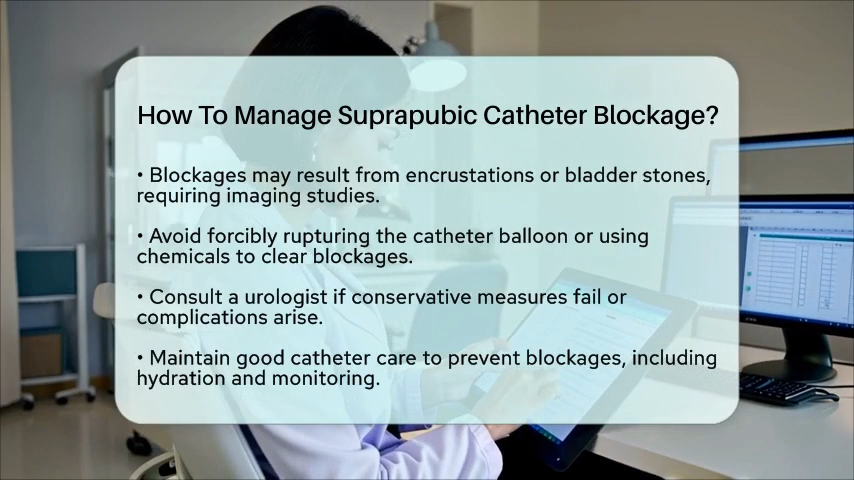 How To Manage Suprapubic Catheter Blockage?
• Blockages may result from encrustations or bladder stones,
requiring imaging studies.
• Avoid forcibly rupturing the catheter balloon or using
chemicals to clear blockages.
• Consult a urologist if conservative measures fail or
complications arise.
• Maintain good catheter care to prevent blockages, including
hydration and monitoring.